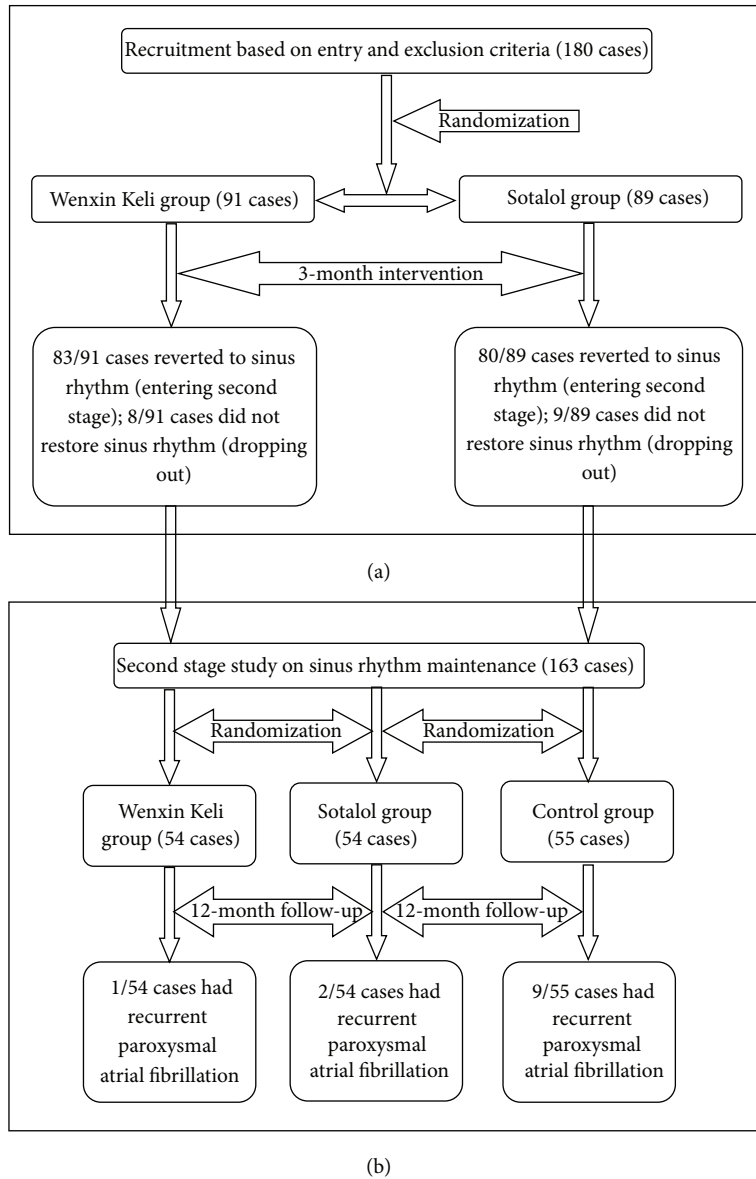 Recruitment based on entry and exclusion criteria (180 cases)
Randomization
Wenxin Keli group (91 cases)
Sotalol group (89 cases)
3-month intervention
83/91 cases reverted to sinus
rhythm (entering second
stage); 8/91 cases did not
restore sinus rhythm (dropping
out)
80/89 cases reverted to sinus
rhythm (entering second
stage); 9/89 cases did not
restore sinus rhythm (dropping
out)
(a)
Second stage study on sinus rhythm maintenance (163 cases)
Randomization
Randomization
Wenxin Keli
group (54 cases)
Sotalol group
(54 cases)
Control group
(55 cases)
12-month follow-up
12-month follow-up
1/54 cases had
recurrent
paroxysmal
atrial fibrillation
2/54 cases had
recurrent
paroxysmal
atrial fibrillation
9/55 cases had
recurrent
paroxysmal
atrial fibrillation
(b)